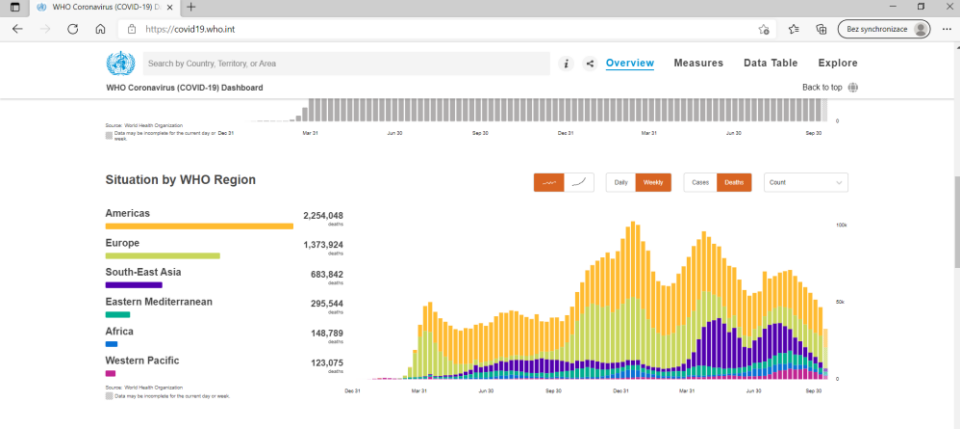 WHO Coronavirus (COVID-19) Da
https://covid19.who.int
Bez synchronizace
Search by Country, Territory, or Area
Overview
Measures
Data Table
Explore
WHO Coronavirus (COVID-19) Dashboard
Back to top
0
Source: World Health Organization
Data may be incomplete for the current day or
week.
Dec 31
Mar 31
Jun 30
Sep 30
Dec 31
Mar 31
Jun 30
Sep 30
Situation by WHO Region
Daily
Weekly
Cases
Deaths
Count
Americas
2,254,048
deaths
Europe
1,373,924
deaths
South-East Asia
683,842
deaths
Eastern Mediterranean
295,544
deaths
Africa
148,789
deaths
Western Pacific
123,075
deaths
Source: World Health Organization
Data may be incomplete for the current day or week.
100k
50k
0
Dec 31
Mar 31
Jun 30
Sep 30
Dec 31
Mar 31
Jun 30
Sep 30